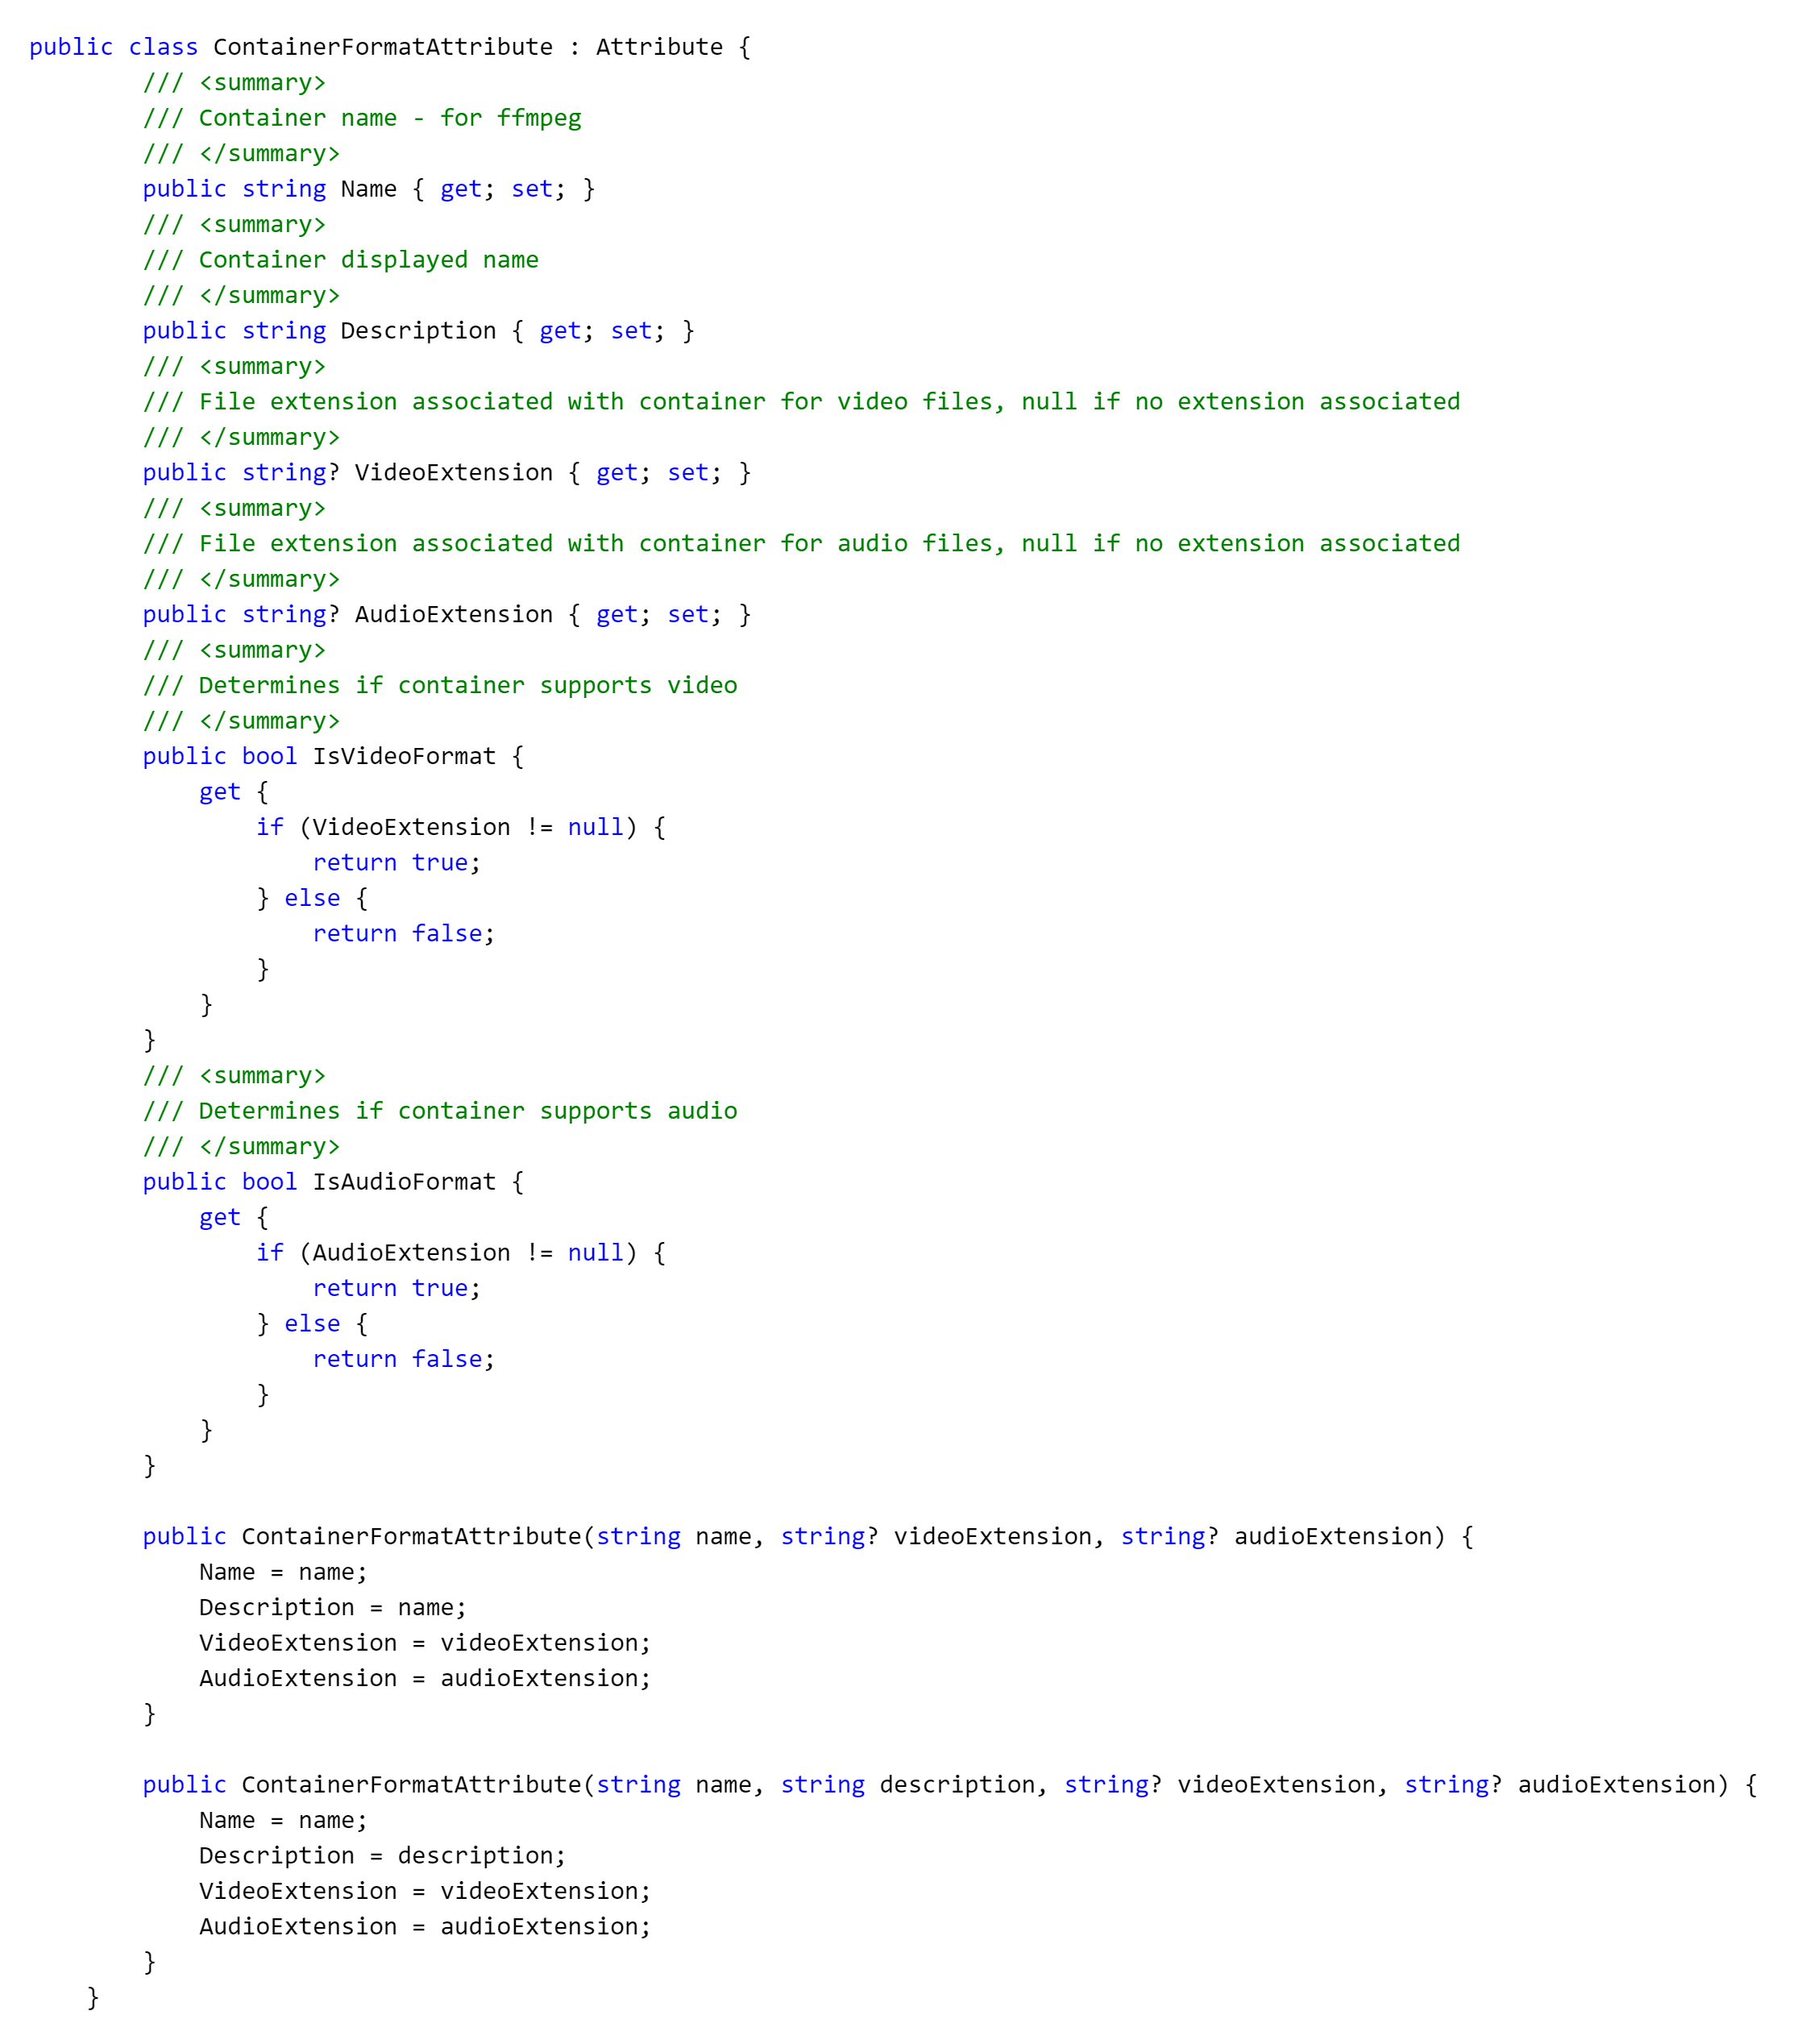 public class ContainerFormatAttribute : Attribute {
        /// <summary>
        /// Container name - for ffmpeg
        /// </summary>
        public string Name { get; set; }
        /// <summary>
        /// Container displayed name
        /// </summary>
        public string Description { get; set; }
        /// <summary>
        /// File extension associated with container for video files, null if no extension associated
        /// </summary>
        public string? VideoExtension { get; set; }
        /// <summary>
        /// File extension associated with container for audio files, null if no extension associated
        /// </summary>
        public string? AudioExtension { get; set; }
        /// <summary>
        /// Determines if container supports video
        /// </summary>
        public bool IsVideoFormat {
            get {
                if (VideoExtension != null) {
                    return true;
                } else {
                    return false;
                }
            }
        }
        /// <summary>
        /// Determines if container supports audio
        /// </summary>
        public bool IsAudioFormat {
            get {
                if (AudioExtension != null) {
                    return true;
                } else {
                    return false;
                }
            }
        }

        public ContainerFormatAttribute(string name, string? videoExtension, string? audioExtension) {
            Name = name;
            Description = name;
            VideoExtension = videoExtension;
            AudioExtension = audioExtension;
        }

        public ContainerFormatAttribute(string name, string description, string? videoExtension, string? audioExtension) {
            Name = name;
            Description = description;
            VideoExtension = videoExtension;
            AudioExtension = audioExtension;
        }
    }